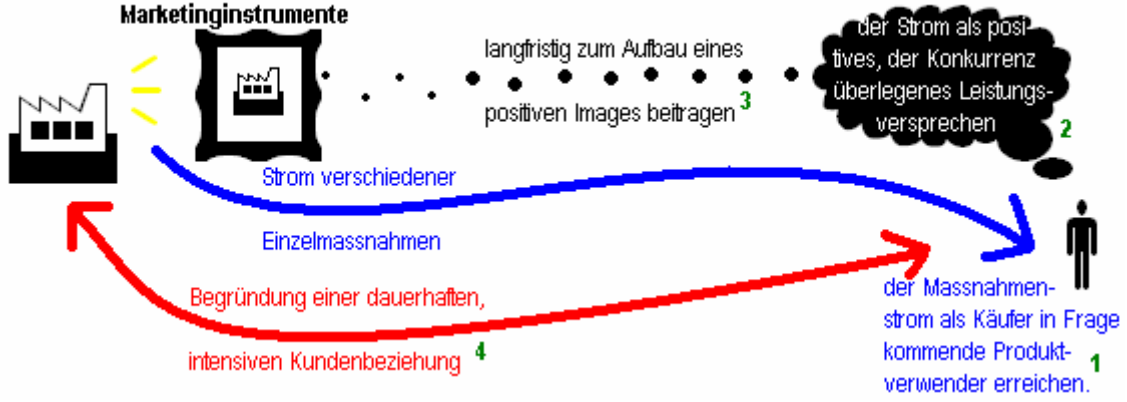 Marketinginstrumente
langfristig zum Aufbau eines
positiven Images beitragen 3
der Strom als posi-
tives, der Konkurrenz
überlegenes Leistungs-
versprechen 2
Strom verschiedener
Einzelmassnahmen
Begründung einer dauerhaften,
intensiven Kundenbeziehung 4
der Massnahmen-
strom als Käufer in Frage
kommende Produkt-
verwender erreichen. 1